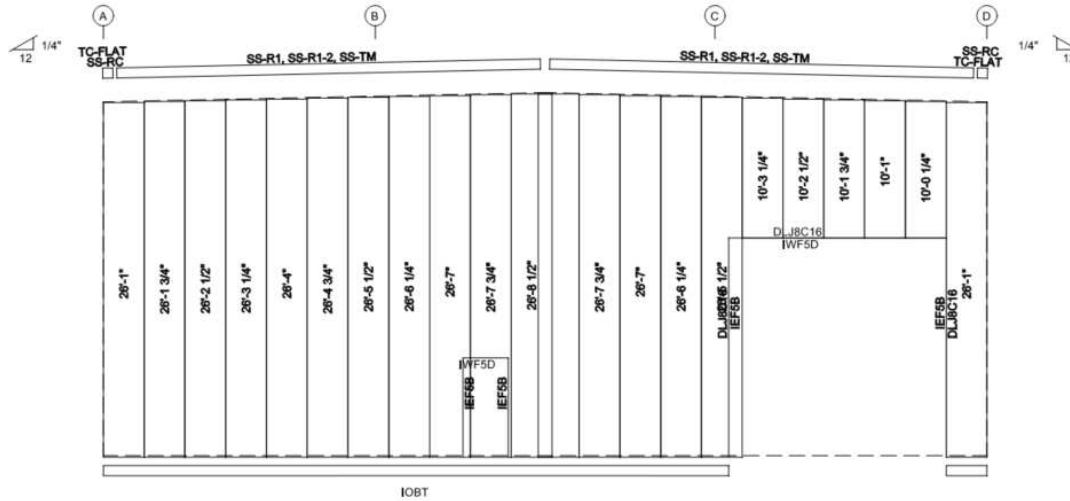 A
B
C
D
1/4"
12
TC-FLAT
SS-RC
SS-R1, SS-R1-2, SS-TM
SS-R1, SS-R1-2, SS-TM
SS-RC
TC-FLAT
1/4"
26'-1"
26'-1 3/4"
26'-2 1/2"
26'-3 1/4"
26'-4"
26'-4 3/4"
26'-5 1/2"
26'-6 1/4"
26'-7"
26'-7 3/4"
26'-8 1/2"
26'-7 3/4"
26'-7"
26'-6 1/4"
10'-3 1/4"
10'-2 1/2"
10'-1 3/4"
10'-1"
10'-0 1/4"
26'-1"
DLJ8C16
IWF5D
IEF5B
IEF5B
DLJ8C16
IWF5D
IEF5B
IEF5B
IOBT